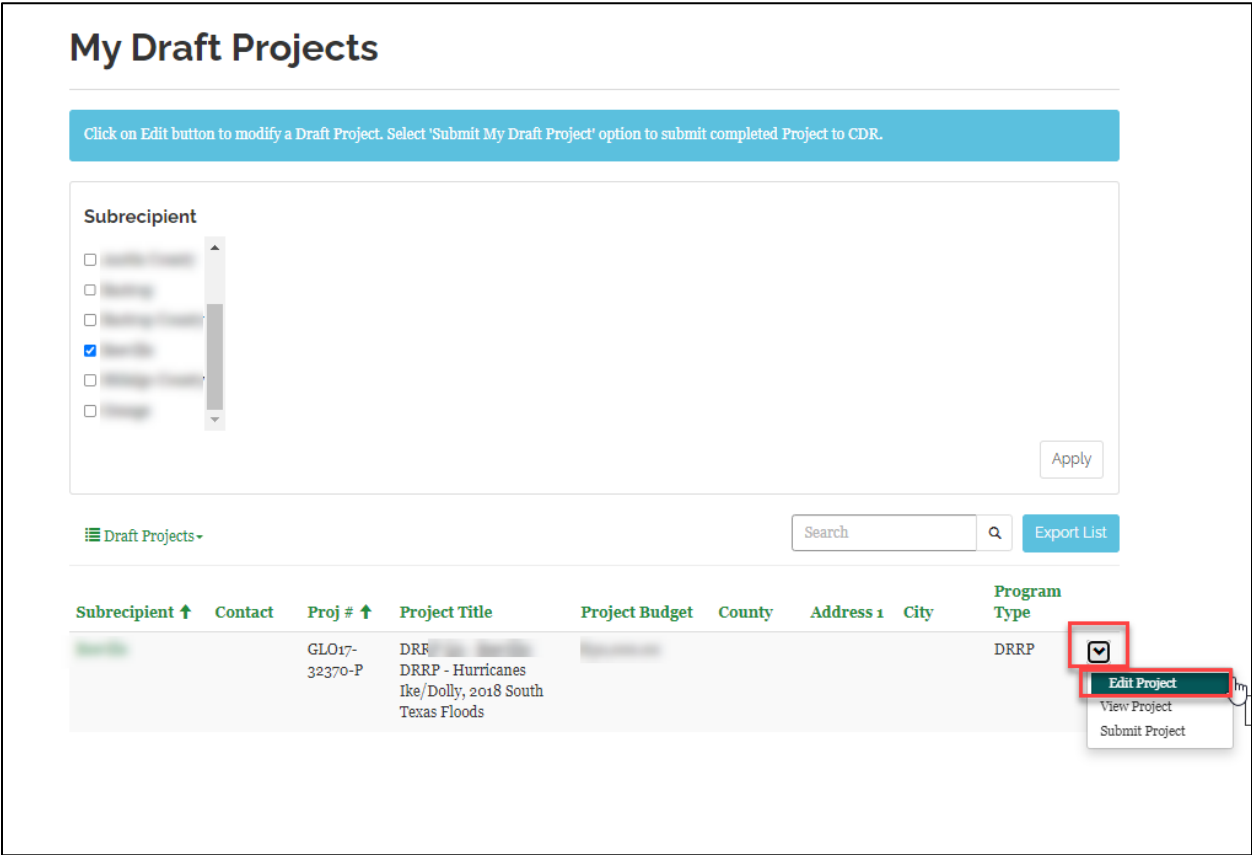 My Draft Projects
Click on Edit button to modify a Draft Project. Select 'Submit My Draft Project' option to submit completed Project to CDR.
Subrecipient
Apply
Draft Projects
Search
Export List
Subrecipient Contact Proj # Project Title Project Budget County Address 1 City Program Type
GLO17-32370-P
DRR
DRRP - Hurricanes
Ike/Dolly, 2018 South
Texas Floods
DRRP
Edit Project
View Project
Submit Project